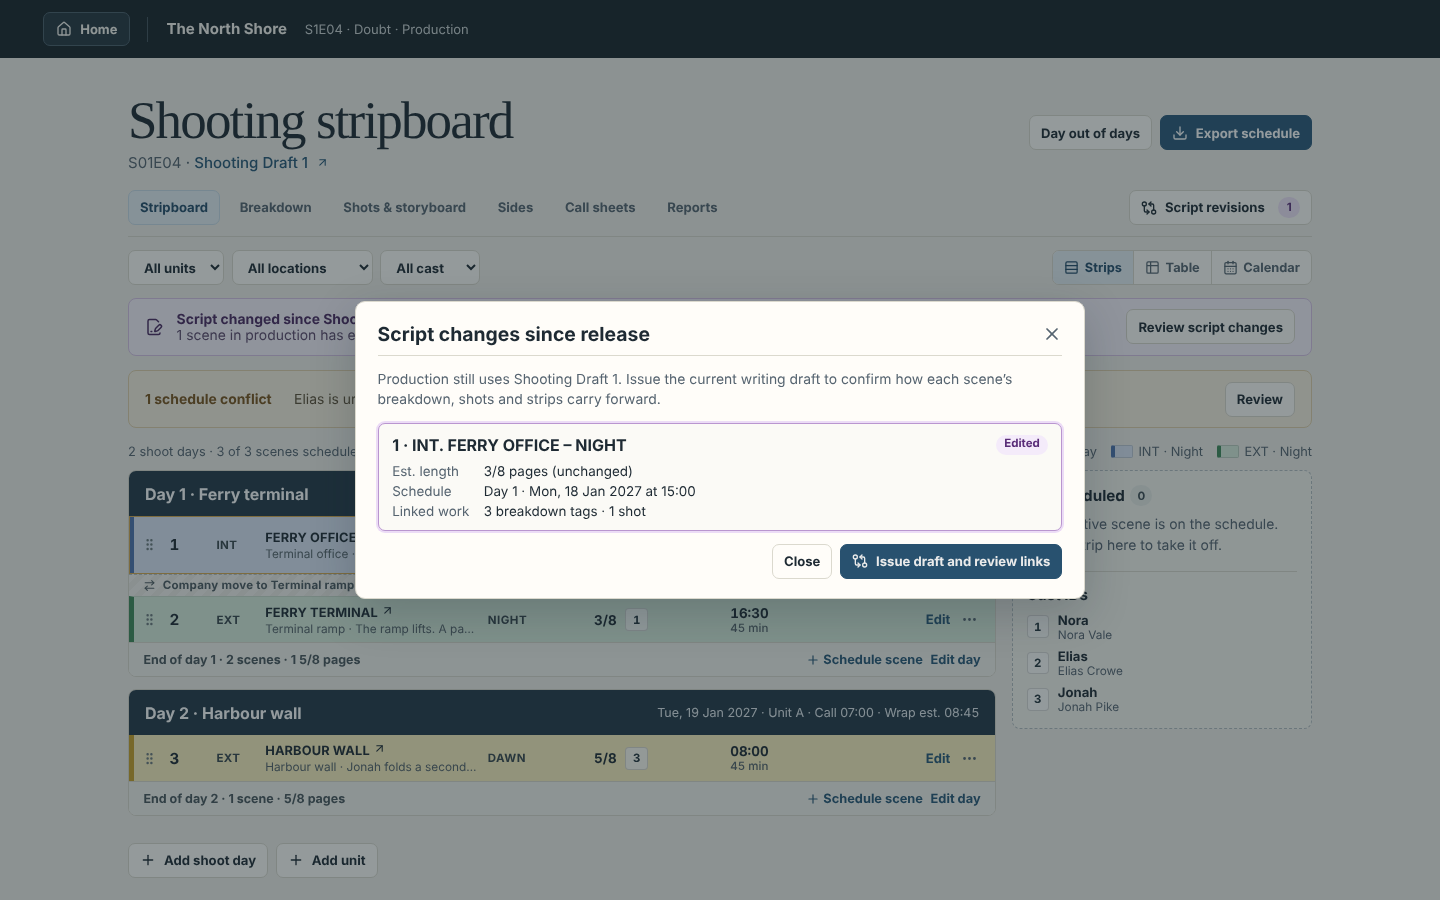 Home
The North Shore
S1E04 · Doubt · Production
Shooting stripboard
S01E04 · Shooting Draft 1
Day out of days
Export schedule
Stripboard
Breakdown
Shots & storyboard
Sides
Call sheets
Reports
Script revisions 1
All units
All locations
All cast
Strips
Table
Calendar
Script changed since Shoo
1 scene in production has e
Review script changes
1 schedule conflict Elias is ur
Review
2 shoot days · 3 of 3 scenes schedule
ay INT · Night EXT · Night
Script changes since release
Production still uses Shooting Draft 1. Issue the current writing draft to confirm how each scene’s
breakdown, shots and strips carry forward.
1 · INT. FERRY OFFICE – NIGHT
Edited
Est. length 3/8 pages (unchanged)
Schedule Day 1 · Mon, 18 Jan 2027 at 15:00
Linked work 3 breakdown tags · 1 shot
Close
Issue draft and review links
Day 1 · Ferry terminal
1 INT FERRY OFFICE
Terminal office ·
Company move to Terminal ramp
2 EXT FERRY TERMINAL NIGHT 3/8 1 16:30 Edit
Terminal ramp · The ramp lifts. A pa... 45 min
End of day 1 · 2 scenes · 1 5/8 pages
Schedule scene Edit day
Day 2 · Harbour wall
Tue, 19 Jan 2027 · Unit A · Call 07:00 · Wrap est. 08:45
3 EXT HARBOUR WALL DAWN 5/8 3 08:00 Edit
Harbour wall · Jonah folds a second... 45 min
End of day 2 · 1 scene · 5/8 pages
Schedule scene Edit day
Add shoot day
Add unit
duled 0
tive scene is on the schedule.
rip here to take it off.
1 Nora
Nora Vale
2 Elias
Elias Crowe
3 Jonah
Jonah Pike